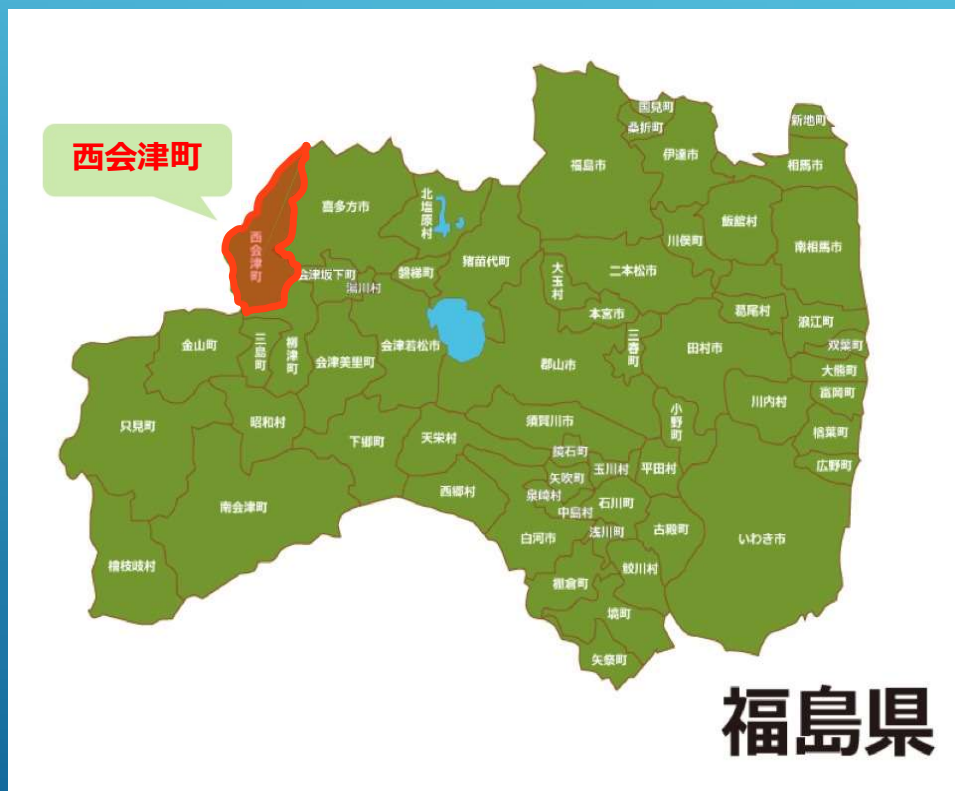 国見町
桑折町
新地町
西会津町
福島市
伊達市
相馬市
喜多方市
北塩原村
飯舘村
川俣町
南相馬市
西会津町
猪苗代町
会津坂下町
磐梯町
湯川村
大玉村
二本松市
本宮市
葛尾村
浪江町
金山町
三島町
柳津町
会津美里町
会津若松市
郡山市
三春町
田村市
双葉町
大熊町
富岡町
川内村
只見町
昭和村
下郷町
天栄村
須賀川市
小野町
楢葉町
鏡石町
玉川村
平田村
広野町
矢吹町
西郷村
泉崎村
石川町
中島村
南会津町
白河市
浅川町
古殿町
いわき市
檜枝岐村
鮫川村
棚倉町
塙町
矢祭町
福島県